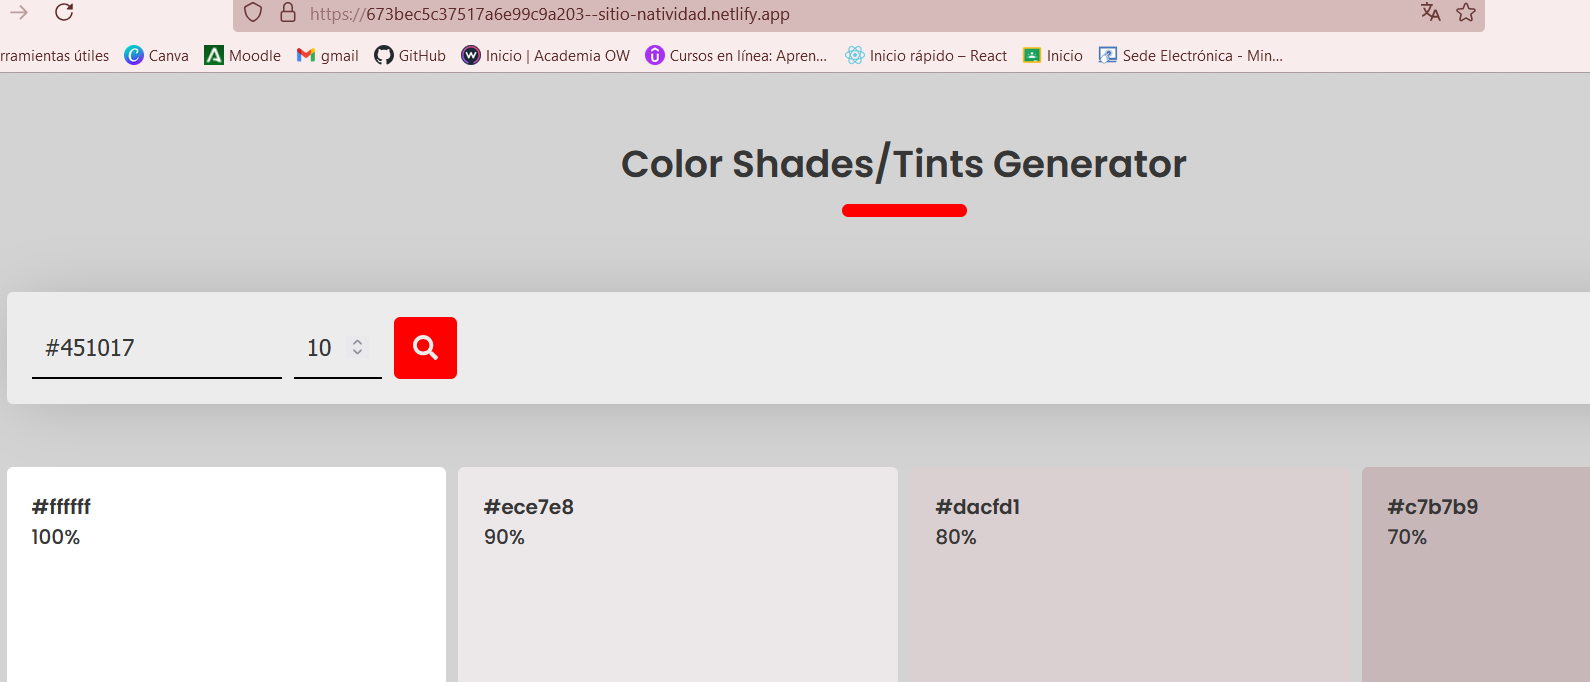 https://673bec5c37517a6e99c9a203--sitio-natividad.netlify.app
rramientas útiles Canva Moodle gmail GitHub Inicio | Academia OW Cursos en línea: Apren... Inicio rápido – React Inicio Sede Electrónica - Min...
Color Shades/Tints Generator
#451017 10
#ffffff
100%
#ece7e8
90%
#dacfd1
80%
#c7b7b9
70%